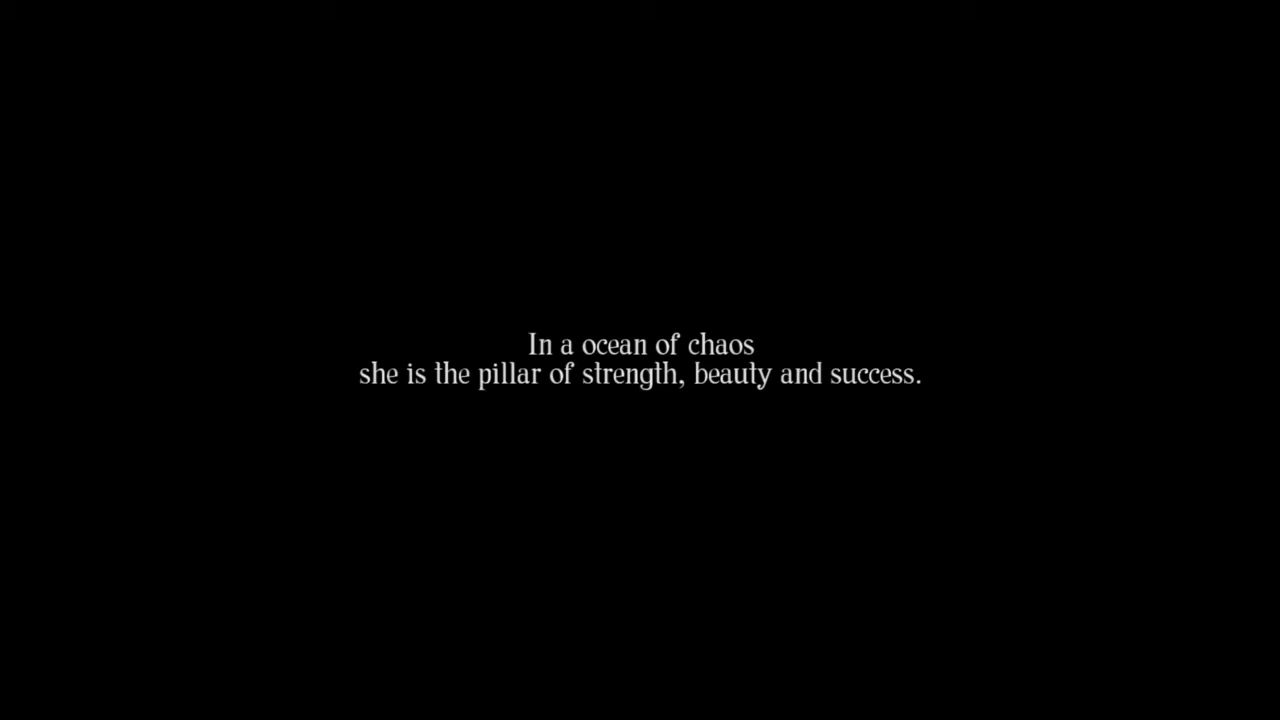 In a ocean of chaos
she is the pillar of strength, beauty and success.